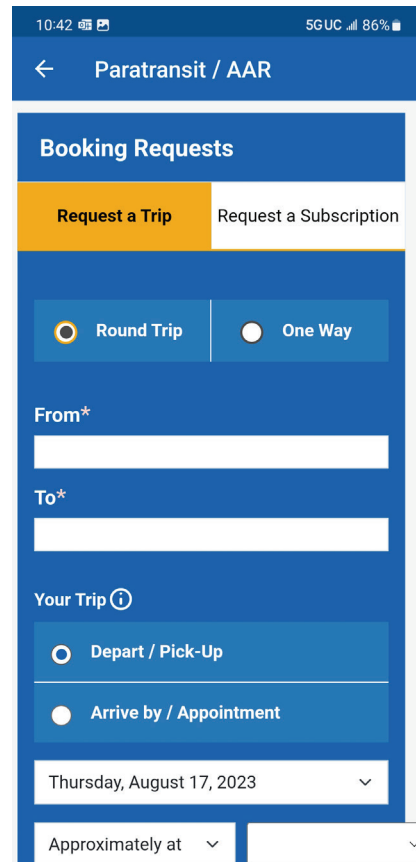 10:42 5GUC 86%
Paratransit / AAR
Booking Requests
Request a Trip Request a Subscription
Round Trip One Way
From*
To*
Your Trip
Depart / Pick-Up
Arrive by / Appointment
Thursday, August 17, 2023
Approximately at